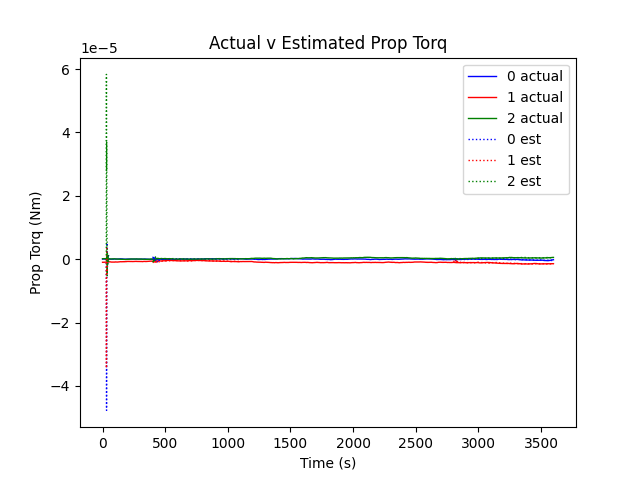 Actual v Estimated Prop Torq
1e−5
6
4
2
0
−2
−4
Prop Torq (Nm)
0 actual
1 actual
2 actual
0 est
1 est
2 est
0 500 1000 1500 2000 2500 3000 3500
Time (s)